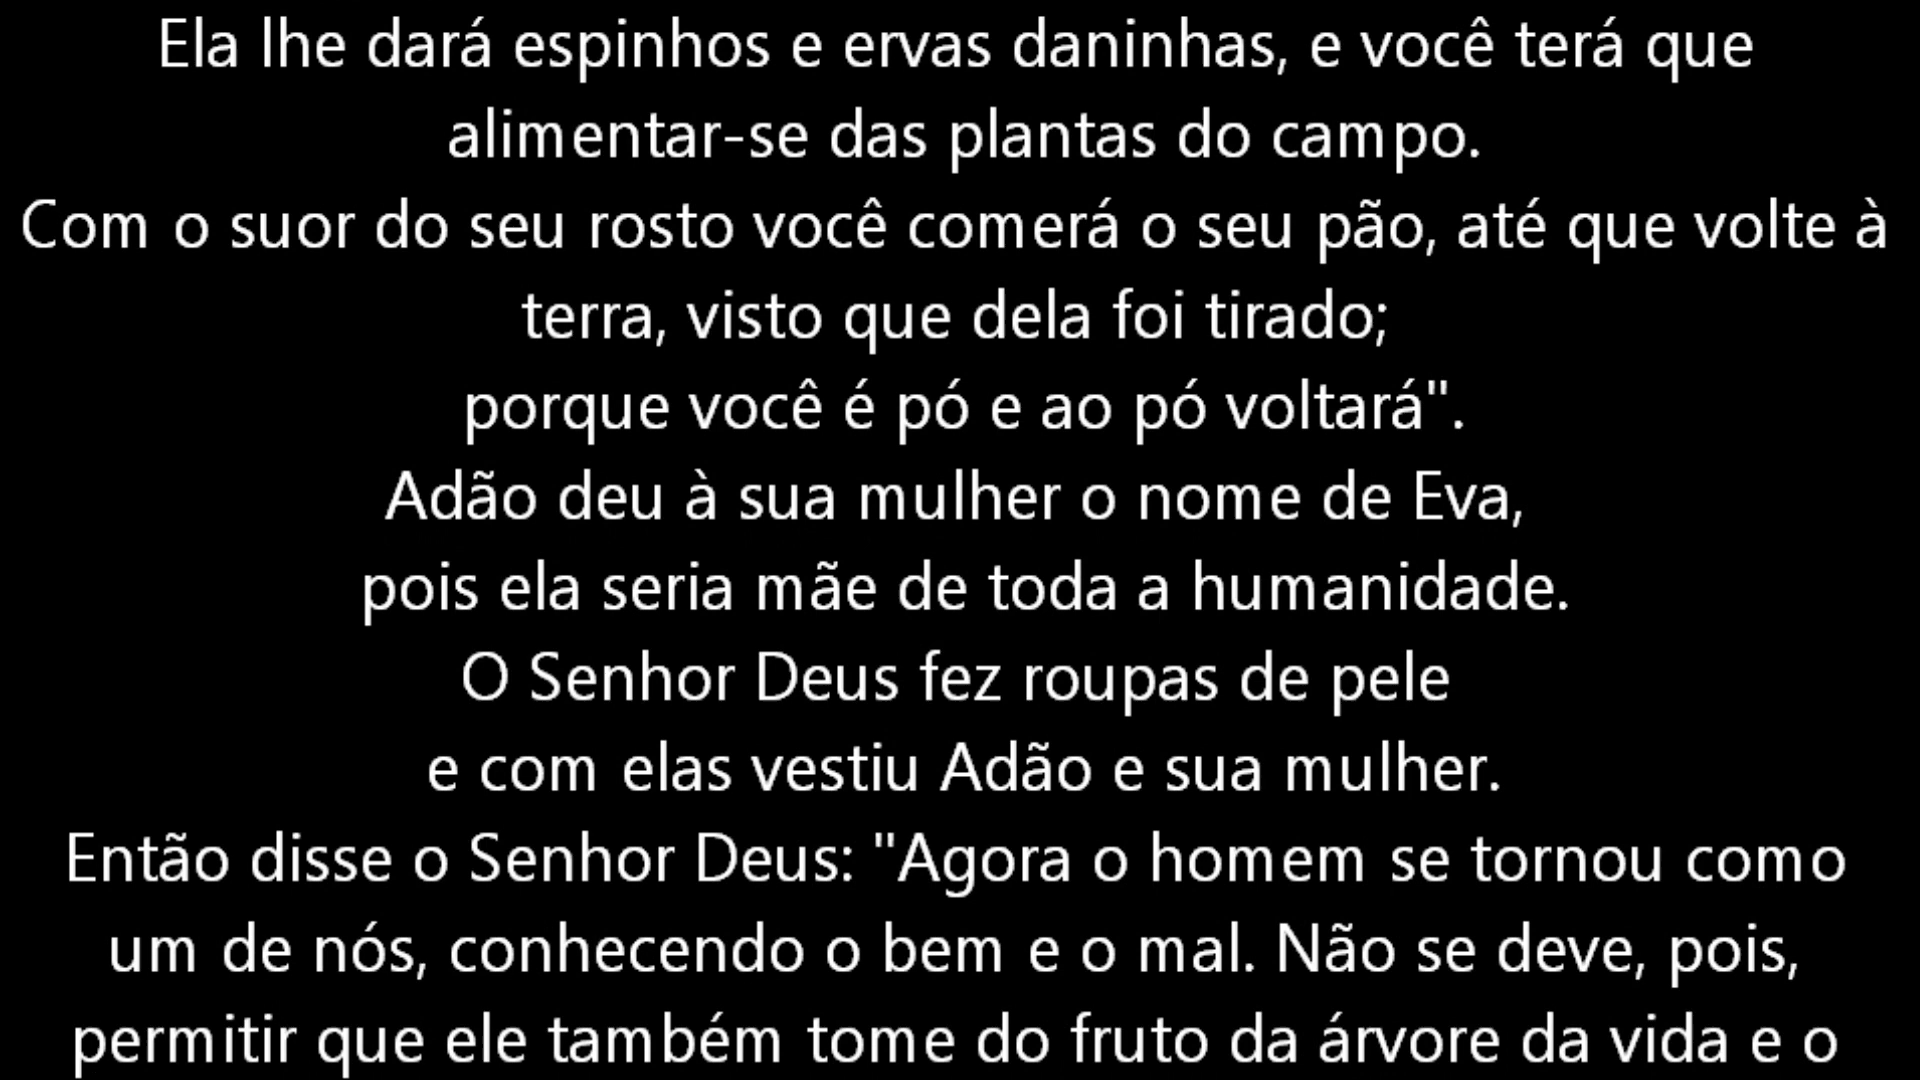 Ela lhe dará espinhos e ervas daninhas, e você terá que
alimentar-se das plantas do campo.
Com o suor do seu rosto você comerá o seu pão, até que volte à
terra, visto que dela foi tirado;
porque você é pó e ao pó voltará".
Adão deu à sua mulher o nome de Eva,
pois ela seria mãe de toda a humanidade.
O Senhor Deus fez roupas de pele
e com elas vestiu Adão e sua mulher.
Então disse o Senhor Deus: "Agora o homem se tornou como
um de nós, conhecendo o bem e o mal. Não se deve, pois,
permitir que ele também tome do fruto da árvore da vida e o